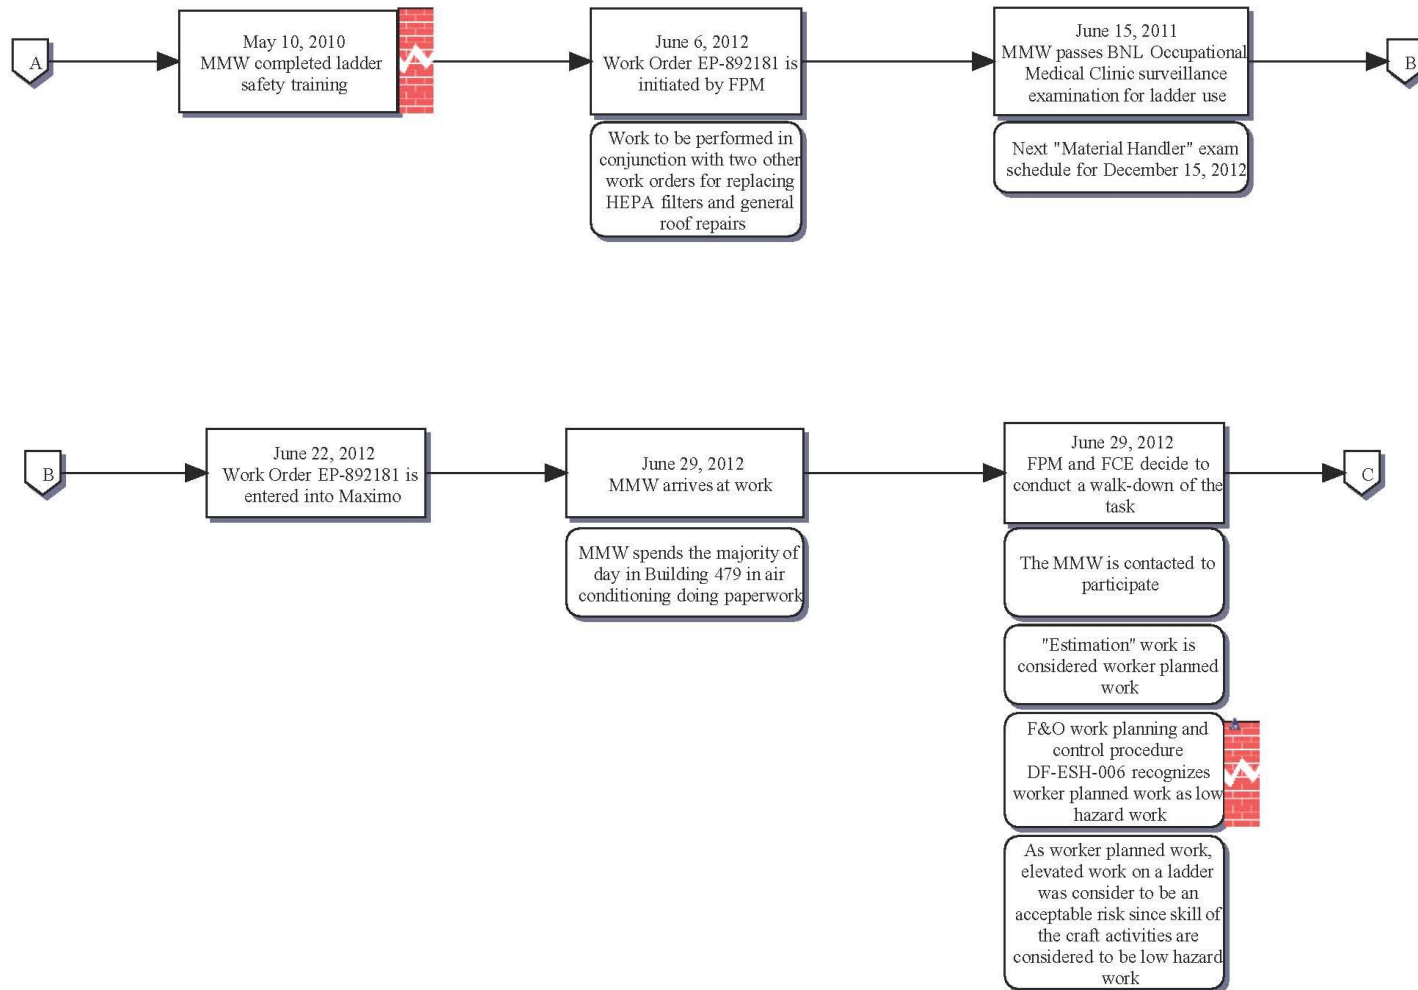 A
May 10, 2010
MMW completed ladder
safety training
June 6, 2012
Work Order EP-892181 is
initiated by FPM
Work to be performed in
conjunction with two other
work orders for replacing
HEPA filters and general
roof repairs
June 15, 2011
MMW passes BNL Occupational
Medical Clinic surveillance
examination for ladder use
Next "Material Handler" exam
schedule for December 15, 2012
B
B
June 22, 2012
Work Order EP-892181 is
entered into Maximo
June 29, 2012
MMW arrives at work
MMW spends the majority of
day in Building 479 in air
conditioning doing paperwork
June 29, 2012
FPM and FCE decide to
conduct a walk-down of the
task
The MMW is contacted to
participate
"Estimation" work is
considered worker planned
work
F&O work planning and
control procedure
DF-ESH-006 recognizes
worker planned work as low
hazard work
As worker planned work,
elevated work on a ladder
was consider to be an
acceptable risk since skill of
the craft activities are
considered to be low hazard
work
C